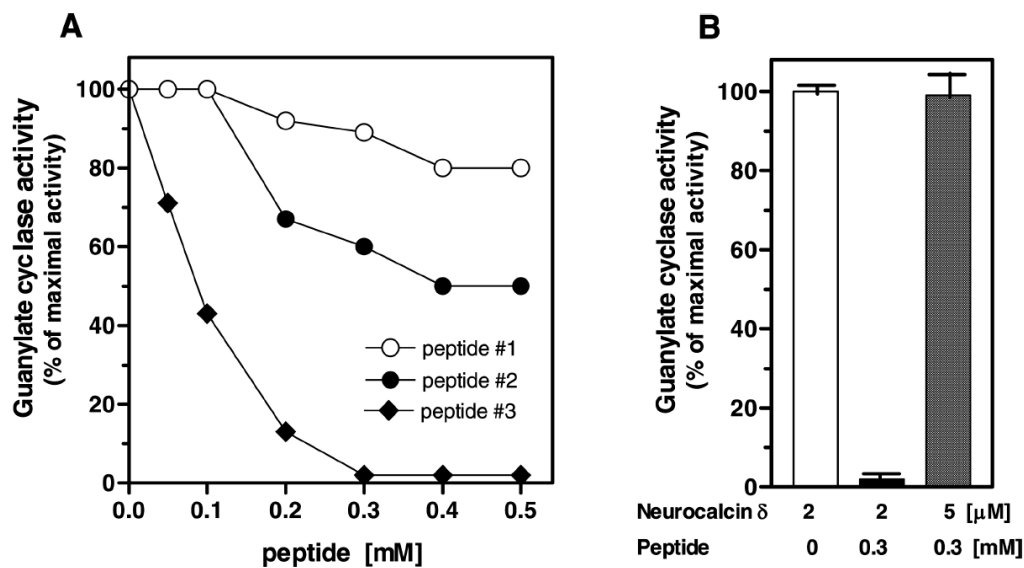 A
Guanylate cyclase activity
(% of maximal activity)
100
80
60
40
20
0
peptide #1
peptide #2
peptide #3
0.0 0.1 0.2 0.3 0.4 0.5
peptide [mM]
B
Guanylate cyclase activity
(% of maximal activity)
100
80
60
40
20
0
Neurocalcin δ 2 2 5 [μM]
Peptide 0 0.3 0.3 [mM]